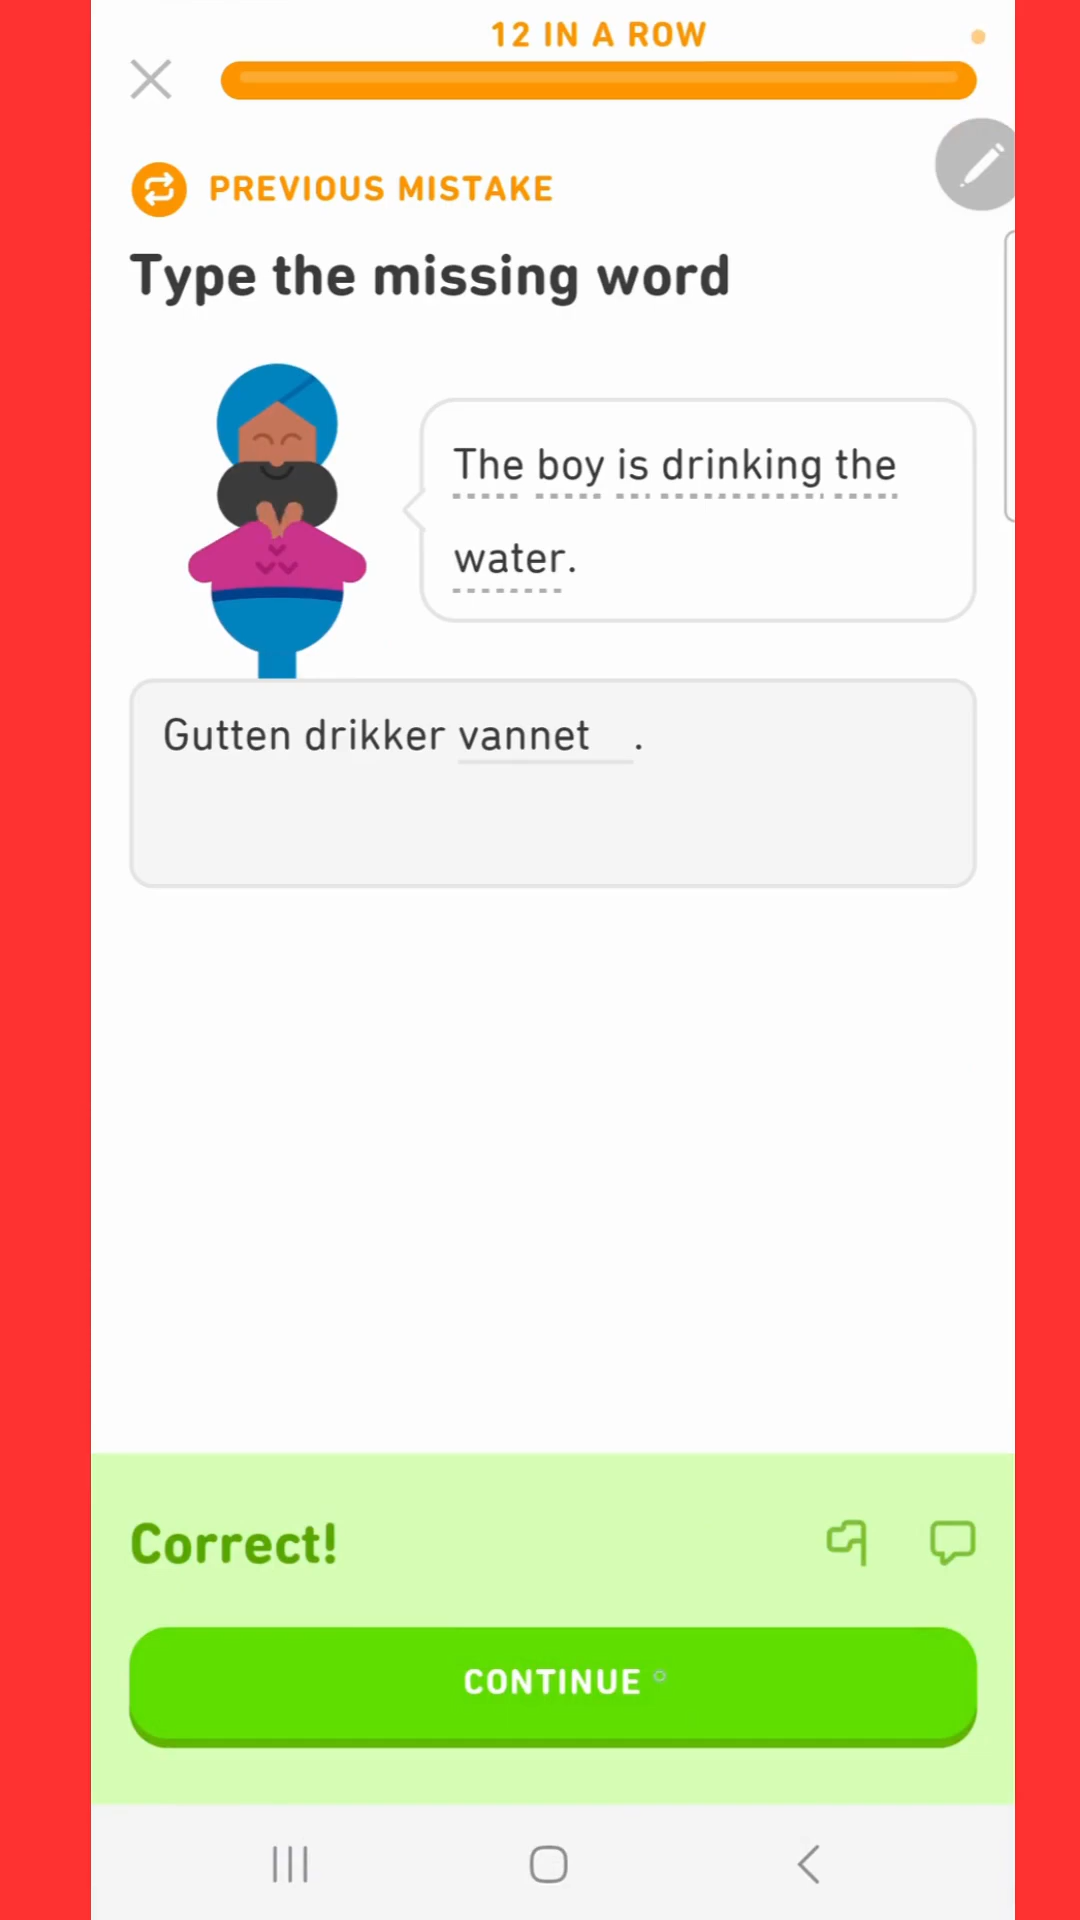 12 IN A ROW
PREVIOUS MISTAKE
Type the missing word
The boy is drinking the
water.
Gutten drikker vannet .
Correct!
CONTINUE